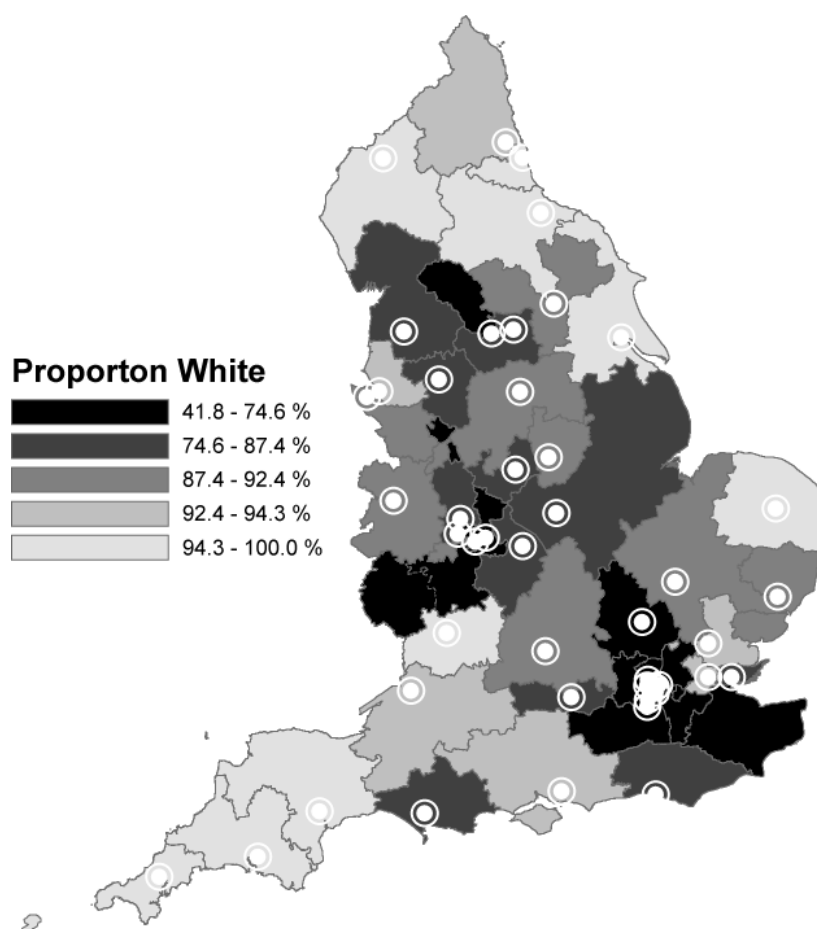 Proporton White
41.8 - 74.6 %
74.6 - 87.4 %
87.4 - 92.4 %
92.4 - 94.3 %
94.3 - 100.0 %